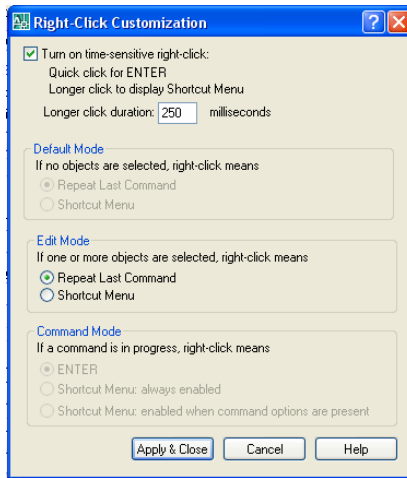 Right-Click Customization
Turn on time-sensitive right-click:
Quick click for ENTER
Longer click to display Shortcut Menu
Longer click duration: 250 milliseconds
Default Mode
If no objects are selected, right-click means
Repeat Last Command
Shortcut Menu
Edit Mode
If one or more objects are selected, right-click means
Repeat Last Command
Shortcut Menu
Command Mode
If a command is in progress, right-click means
ENTER
Shortcut Menu: always enabled
Shortcut Menu: enabled when command options are present
Apply & Close Cancel Help